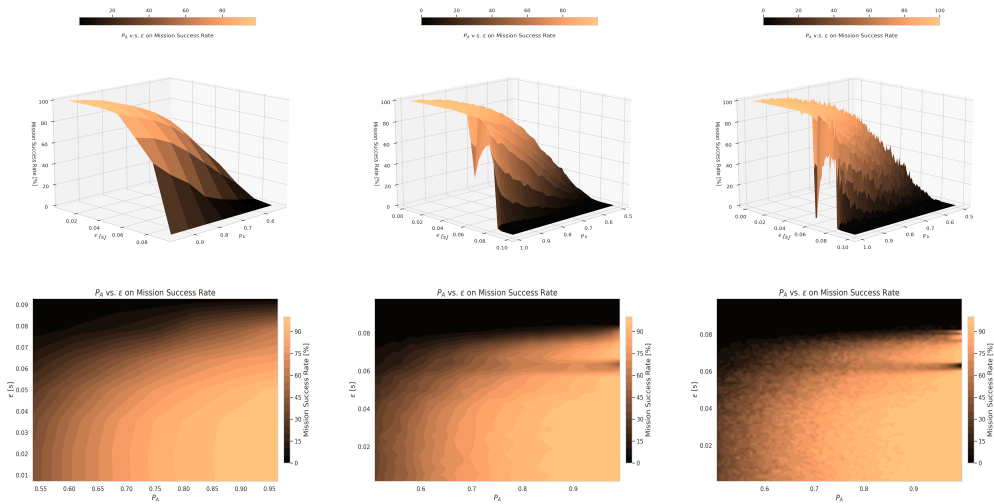 20 40 60 80
P_A v.s. ε on Mission Success Rate
0 20 40 60 80
P_A v.s. ε on Mission Success Rate
0 20 40 60 80 100
P_A v.s. ε on Mission Success Rate
Mission Success Rate [%]
100
80
60
40
20
0
0.02
0.04
0.06
0.08
ε [s]
0.9
0.8
0.7
0.6
P_A
Mission Success Rate [%]
100
80
60
40
20
0
0.00
0.02
0.04
0.06
0.08
0.10
ε [s]
1.0
0.9
0.8
0.7
0.6
0.5
P_A
Mission Success Rate [%]
100
80
60
40
20
0
0.00
0.02
0.04
0.06
0.08
0.10
ε [s]
1.0
0.9
0.8
0.7
0.6
0.5
P_A
P_A vs. ε on Mission Success Rate
0.09
0.08
0.07
0.06
0.05
0.04
0.03
0.02
0.01
ε [s]
0.55 0.60 0.65 0.70 0.75 0.80 0.85 0.90 0.95
P_A
90
75
60
45
30
15
0
Mission Success Rate [%]
P_A vs. ε on Mission Success Rate
0.08
0.06
0.04
0.02
ε [s]
0.6 0.7 0.8 0.9
P_A
90
75
60
45
30
15
0
Mission Success Rate [%]
P_A vs. ε on Mission Success Rate
0.08
0.06
0.04
0.02
ε [s]
0.6 0.7 0.8 0.9
P_A
90
75
60
45
30
15
0
Mission Success Rate [%]